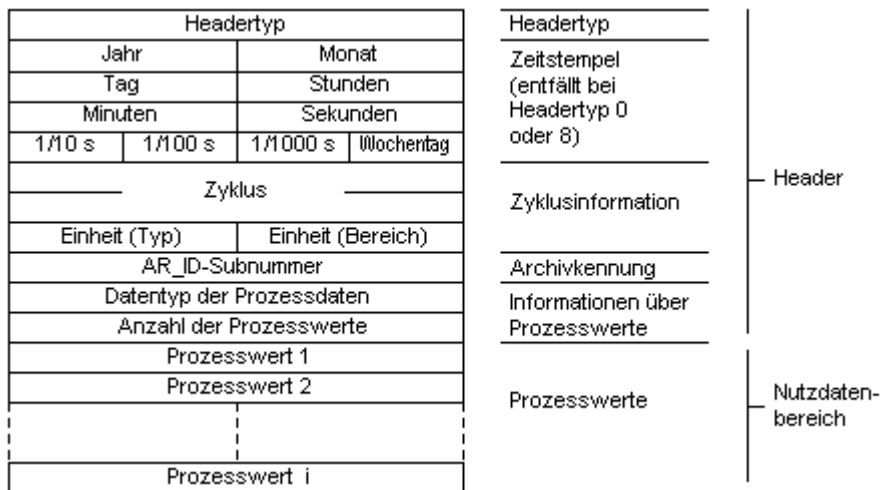 Headertyp
Jahr Monat
Tag Stunden
Minuten Sekunden
1/10 s 1/100 s 1/1000 s Wochentag
Zyklus
Einheit (Typ) Einheit (Bereich)
AR_ID-Subnummer
Datentyp der Prozessdaten
Anzahl der Prozesswerte
Prozesswert 1
Prozesswert 2
Prozesswert i
Headertyp
Zeitstempel
(entfällt bei
Headertyp 0
oder 8)
Zyklusinformation
Archivkennung
Informationen über
Prozesswerte
Prozesswerte
Header
Nutzdaten-
bereich